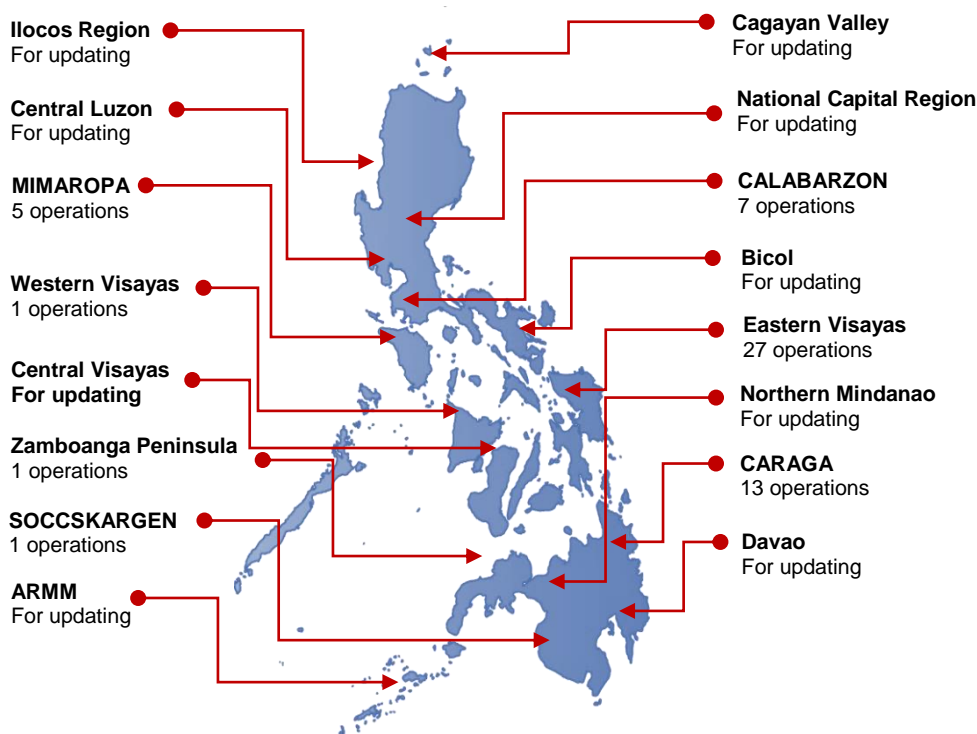 Ilocos Region
For updating
Central Luzon
For updating
MIMAROPA
5 operations
Western Visayas
1 operations
Central Visayas
For updating
Zamboanga Peninsula
1 operations
SOCCSKARGEN
1 operations
ARMM
For updating
Cagayan Valley
For updating
National Capital Region
For updating
CALABARZON
7 operations
Bicol
For updating
Eastern Visayas
27 operations
Northern Mindanao
For updating
CARAGA
13 operations
Davao
For updating